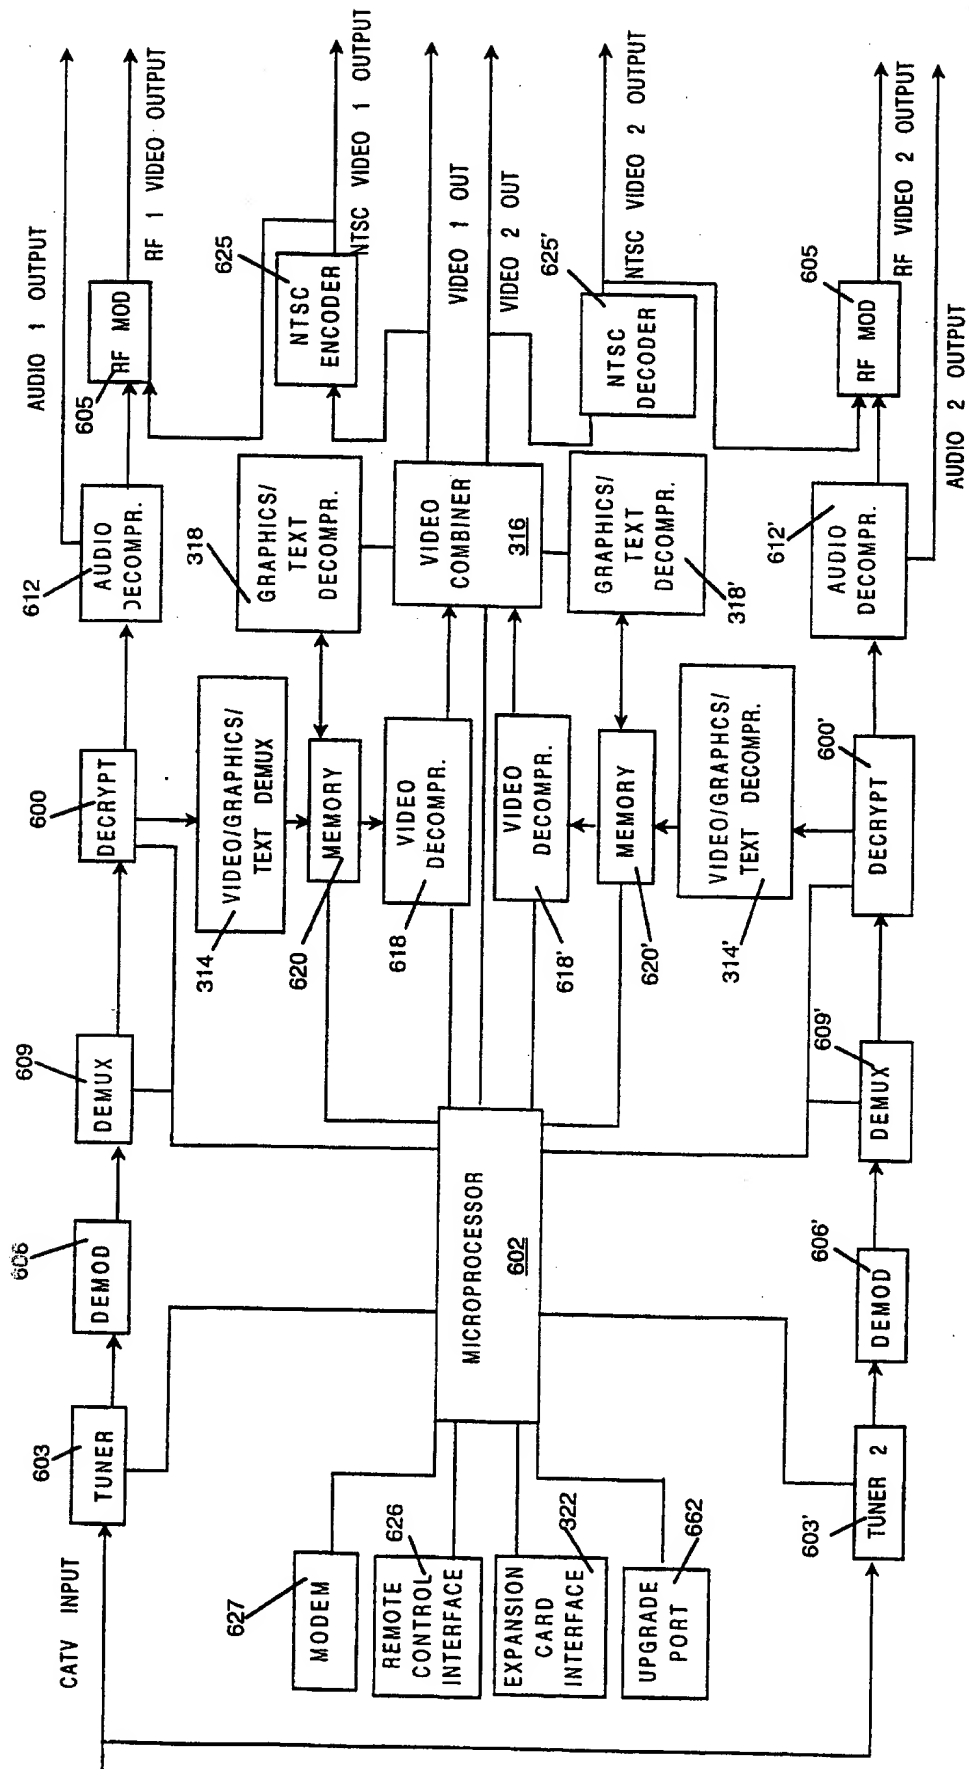 CATV INPUT
603
TUNER
606
DEMOD
609
DEMUX
600
DECRYPT
612
AUDIO
DECOMPR.
605
RF MOD
AUDIO 1 OUTPUT
RF 1 VIDEO OUTPUT
314
VIDEO/GRAPHICS/
TEXT DEMUX
318
GRAPHICS/
TEXT
DECOMPR.
625
NTSC
ENCODER
NTSC VIDEO 1 OUTPUT
620
MEMORY
618
VIDEO
DECOMPR.
VIDEO
COMBINER
316
VIDEO 1 OUT
VIDEO 2 OUT
627
MODEM
626
REMOTE
CONTROL
INTERFACE
322
EXPANSION
CARD
INTERFACE
662
UPGRADE
PORT
MICROPROCESSOR
602
618'
VIDEO
DECOMPR.
620'
MEMORY
GRAPHICS/
TEXT
DECOMPR.
318'
625'
NTSC
DECODER
NTSC VIDEO 2 OUTPUT
314'
VIDEO/GRAPHCS/
TEXT DECOMPR.
603'
TUNER 2
606'
DEMOD
609'
DEMUX
600'
DECRYPT
612'
AUDIO
DECOMPR.
605
RF MOD
RF VIDEO 2 OUTPUT
AUDIO 2 OUTPUT